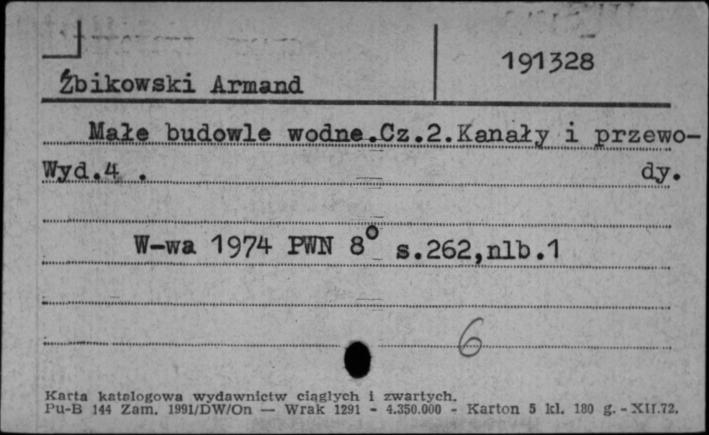 191328
Żbikowski Armand
Małe budowle wodne.Cz.2.Kanały i przewo-
Wyd.4 . dy.
W-wa 1974 PWN 8° s.262,nlb.1
6
Karta katalogowa wydawnictw ciągłych i zwartych.
Pu-B 144 Zam. 1991/DW/On — Wrak 1291 - 4.350.000 - Karton 5 kl. 180 g. - XII.72.